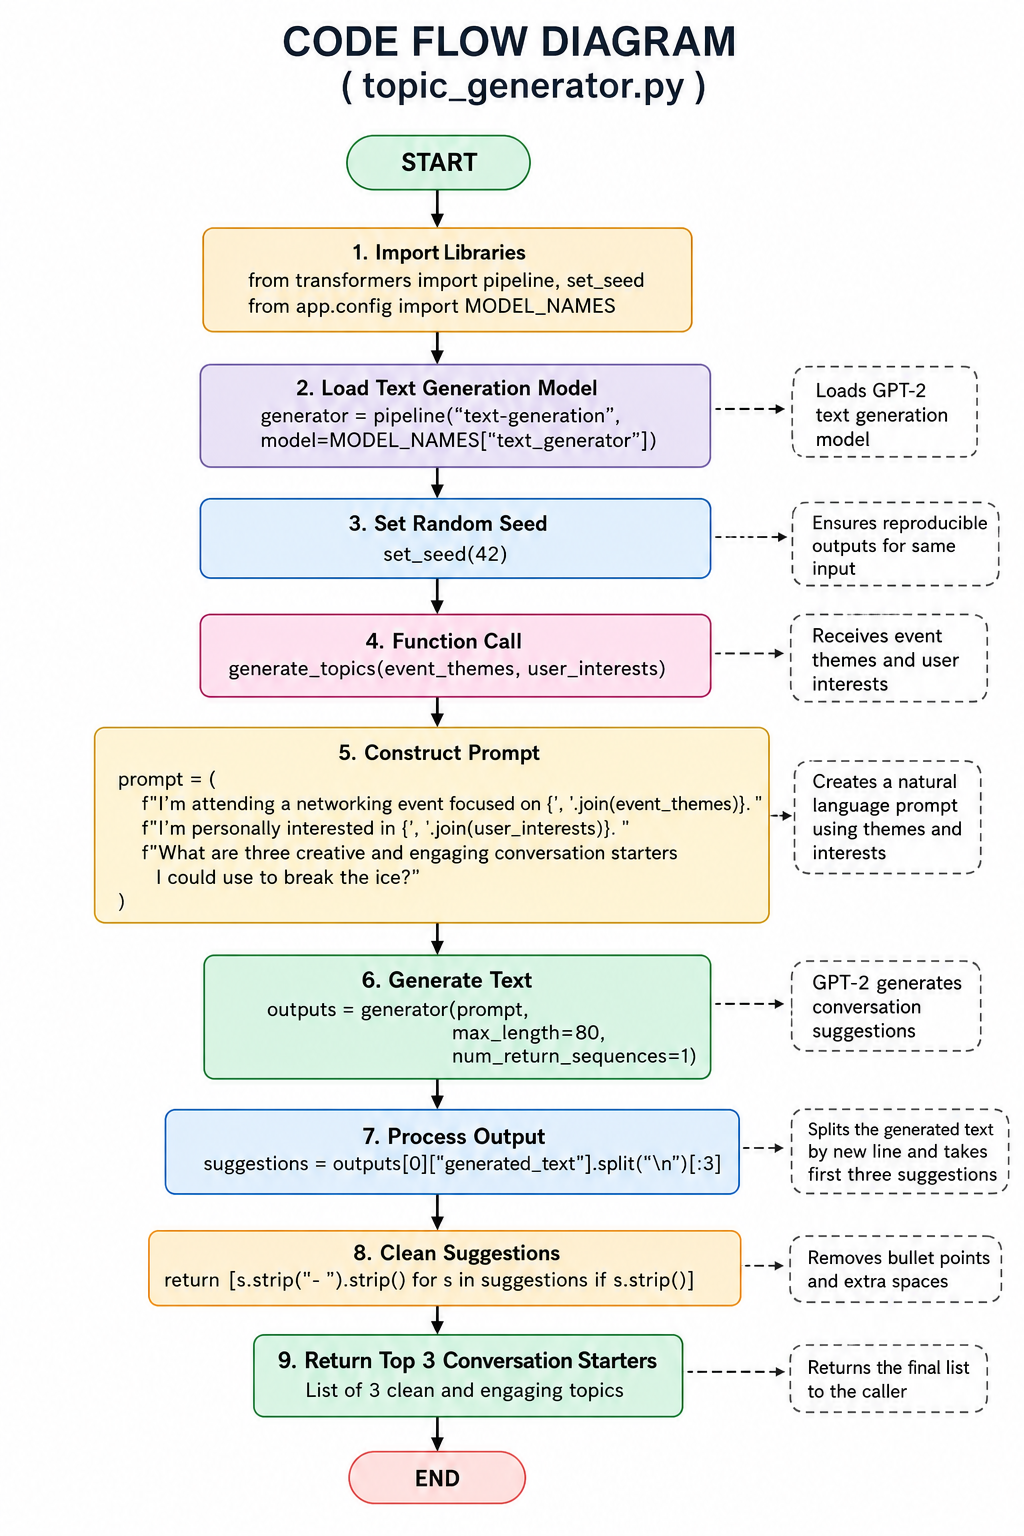 CODE FLOW DIAGRAM
( topic_generator.py )
START
1. Import Libraries
from transformers import pipeline, set_seed
from app.config import MODEL_NAMES
2. Load Text Generation Model
generator = pipeline(“text-generation”,
model=MODEL_NAMES[“text_generator”])
Loads GPT-2
text generation
model
3. Set Random Seed
set_seed(42)
Ensures reproducible
outputs for same
input
4. Function Call
generate_topics(event_themes, user_interests)
Receives event
themes and user
interests
5. Construct Prompt
prompt = (
f"I’m attending a networking event focused on {', '.join(event_themes)}. "
f"I’m personally interested in {', '.join(user_interests)}. "
f"What are three creative and engaging conversation starters
I could use to break the ice?”
)
Creates a natural
language prompt
using themes and
interests
6. Generate Text
outputs = generator(prompt,
max_length=80,
num_return_sequences=1)
GPT-2 generates
conversation
suggestions
7. Process Output
suggestions = outputs[0][“generated_text”].split(“\n”)[:3]
Splits the generated text
by new line and takes
first three suggestions
8. Clean Suggestions
return [s.strip("- ”).strip() for s in suggestions if s.strip()]
Removes bullet points
and extra spaces
9. Return Top 3 Conversation Starters
List of 3 clean and engaging topics
Returns the final list
to the caller
END